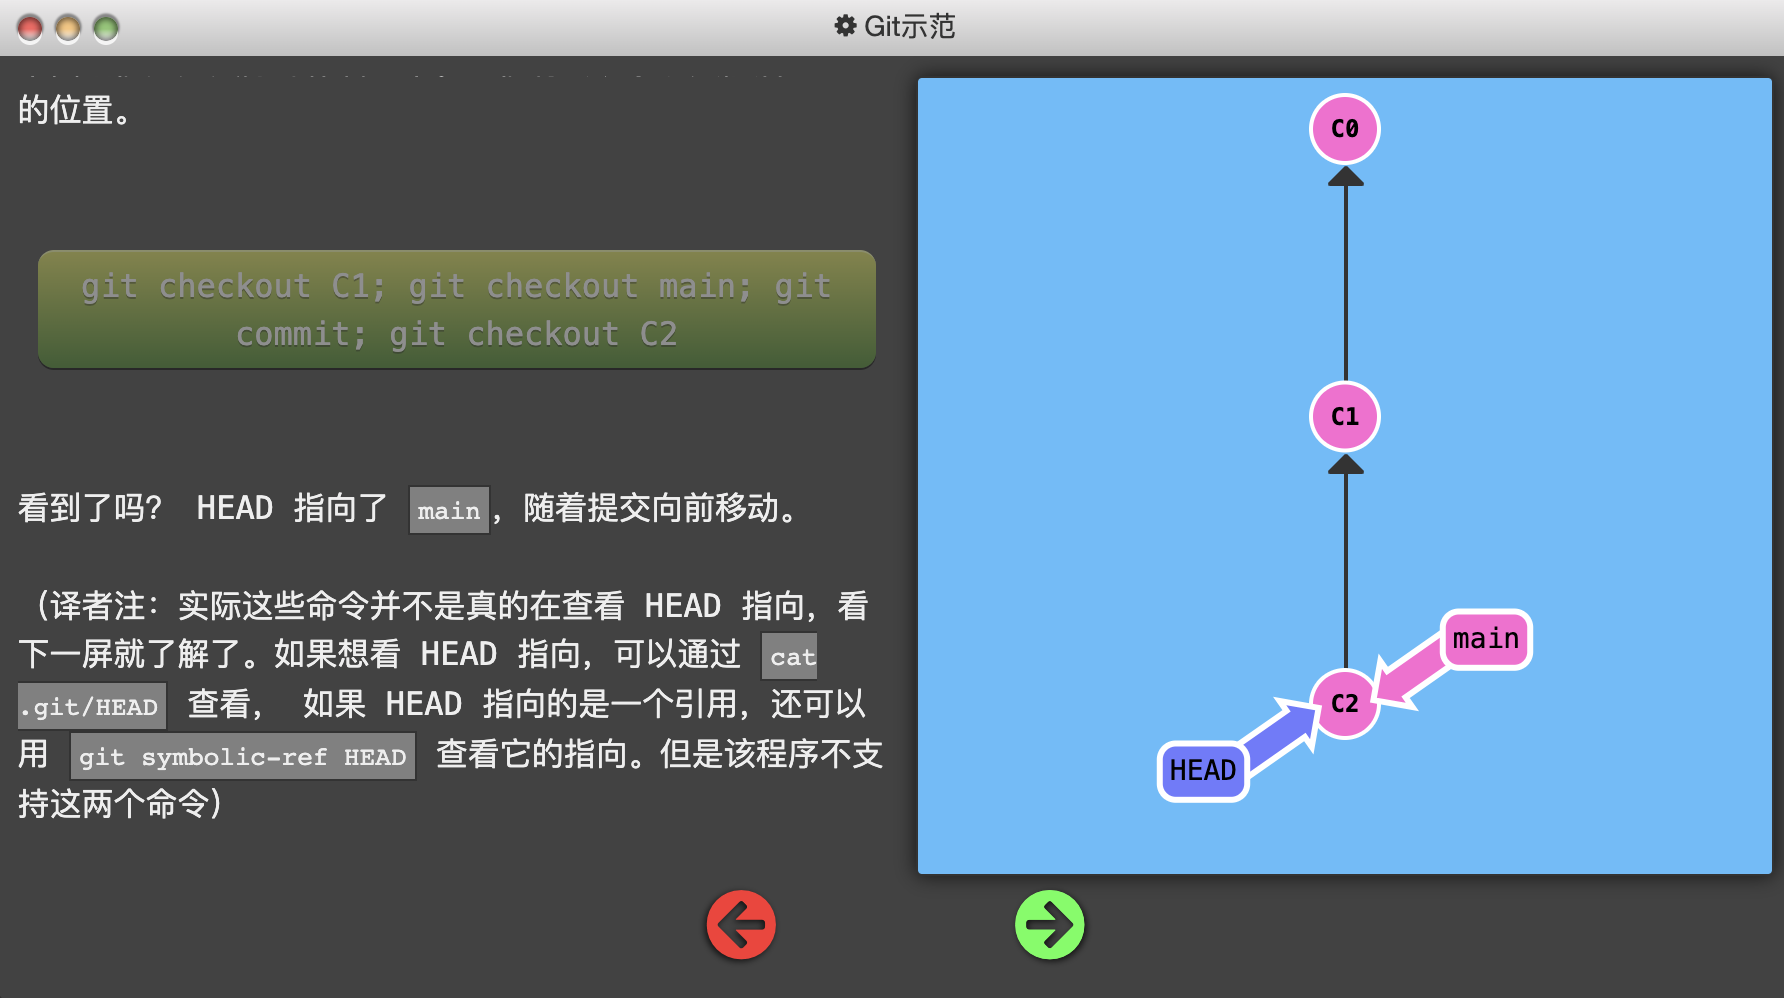 Git示范
的位置。
git checkout C1; git checkout main; git
commit; git checkout C2
看到了吗？ HEAD 指向了 main，随着提交向前移动。
（译者注：实际这些命令并不是真的在查看 HEAD 指向，看
下一屏就了解了。如果想看 HEAD 指向，可以通过 cat
.git/HEAD 查看， 如果 HEAD 指向的是一个引用，还可以
用 git symbolic-ref HEAD 查看它的指向。但是该程序不支
持这两个命令）
C0
C1
main
C2
HEAD